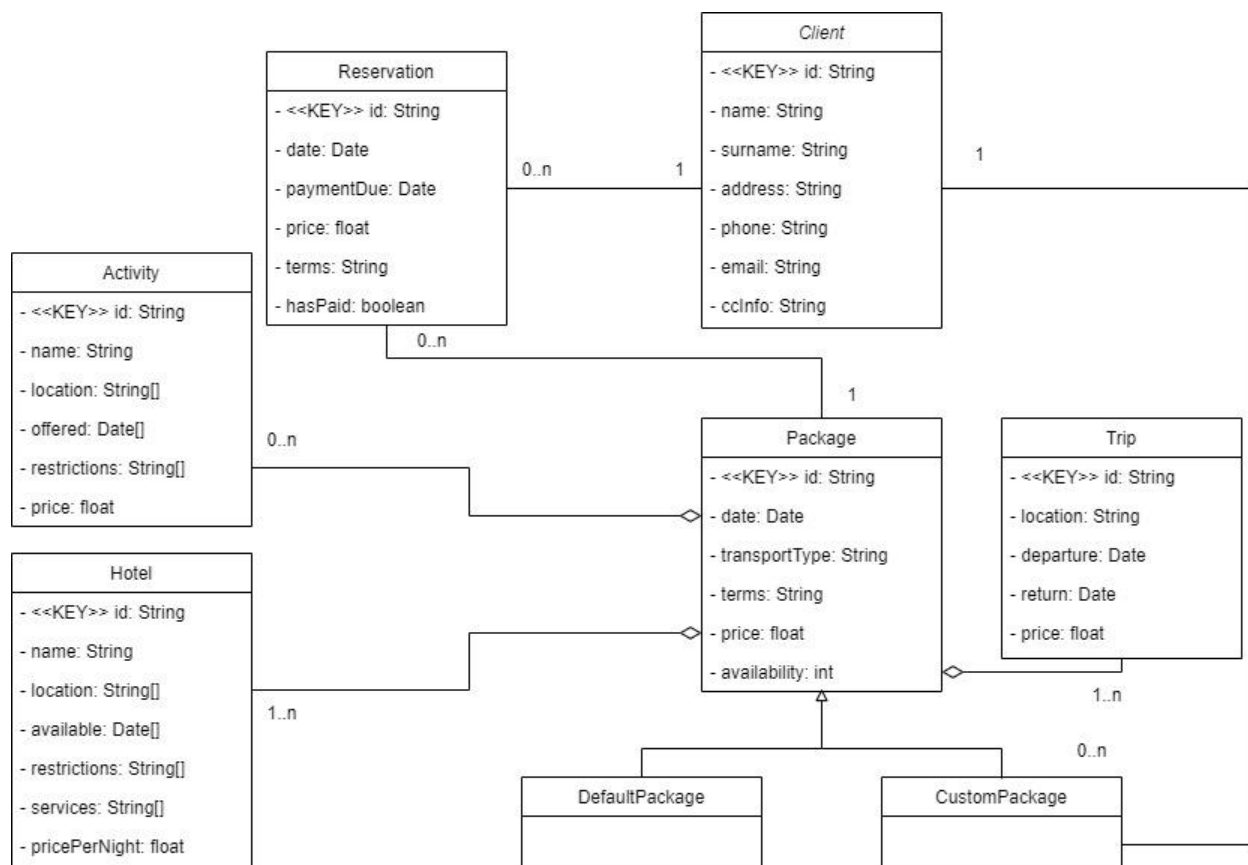 Client
- <<KEY>> id: String
- name: String
- surname: String
- address: String
- phone: String
- email: String
- ccInfo: String
1
Reservation
- <<KEY>> id: String
- date: Date
- paymentDue: Date
- price: float
- terms: String
- hasPaid: boolean
0..n
1
0..n
1
Activity
- <<KEY>> id: String
- name: String
- location: String[]
- offered: Date[]
- restrictions: String[]
- price: float
0..n
Package
- <<KEY>> id: String
- date: Date
- transportType: String
- terms: String
- price: float
- availability: int
Trip
- <<KEY>> id: String
- location: String
- departure: Date
- return: Date
- price: float
1..n
Hotel
- <<KEY>> id: String
- name: String
- location: String[]
- available: Date[]
- restrictions: String[]
- services: String[]
- pricePerNight: float
1..n
0..n
DefaultPackage
CustomPackage